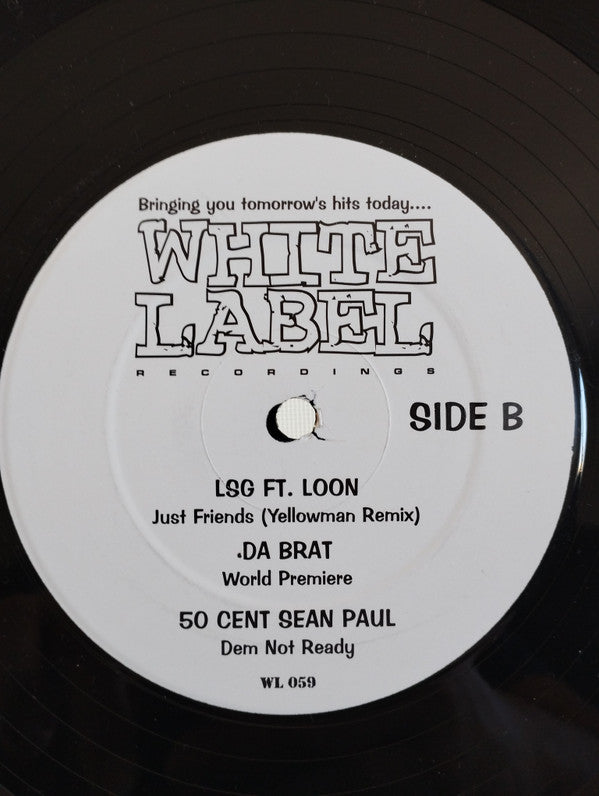 Bringing you tomorrow's hits today....
WHITE
LABEL
RECORDINGS
SIDE B
LSG FT. LOON
Just Friends (Yellowman Remix)
.DA BRAT
World Premiere
50 CENT SEAN PAUL
Dem Not Ready
WL 059